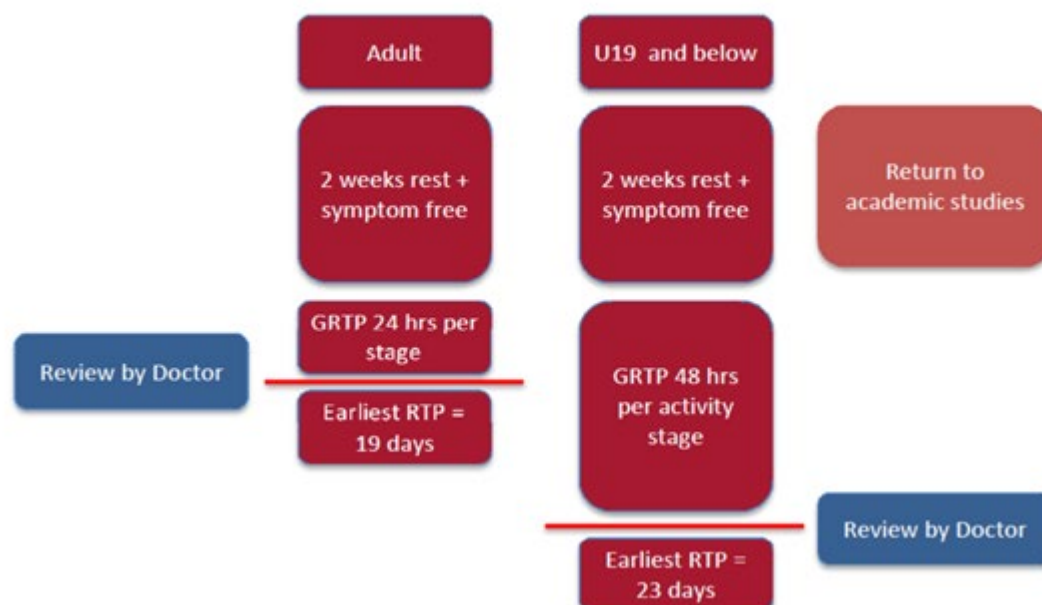 Adult
U19 and below
2 weeks rest +
symptom free
2 weeks rest +
symptom free
Return to
academic studies
GRTP 24 hrs per
stage
Review by Doctor
Earliest RTP =
19 days
GRTP 48 hrs
per activity
stage
Review by Doctor
Earliest RTP =
23 days